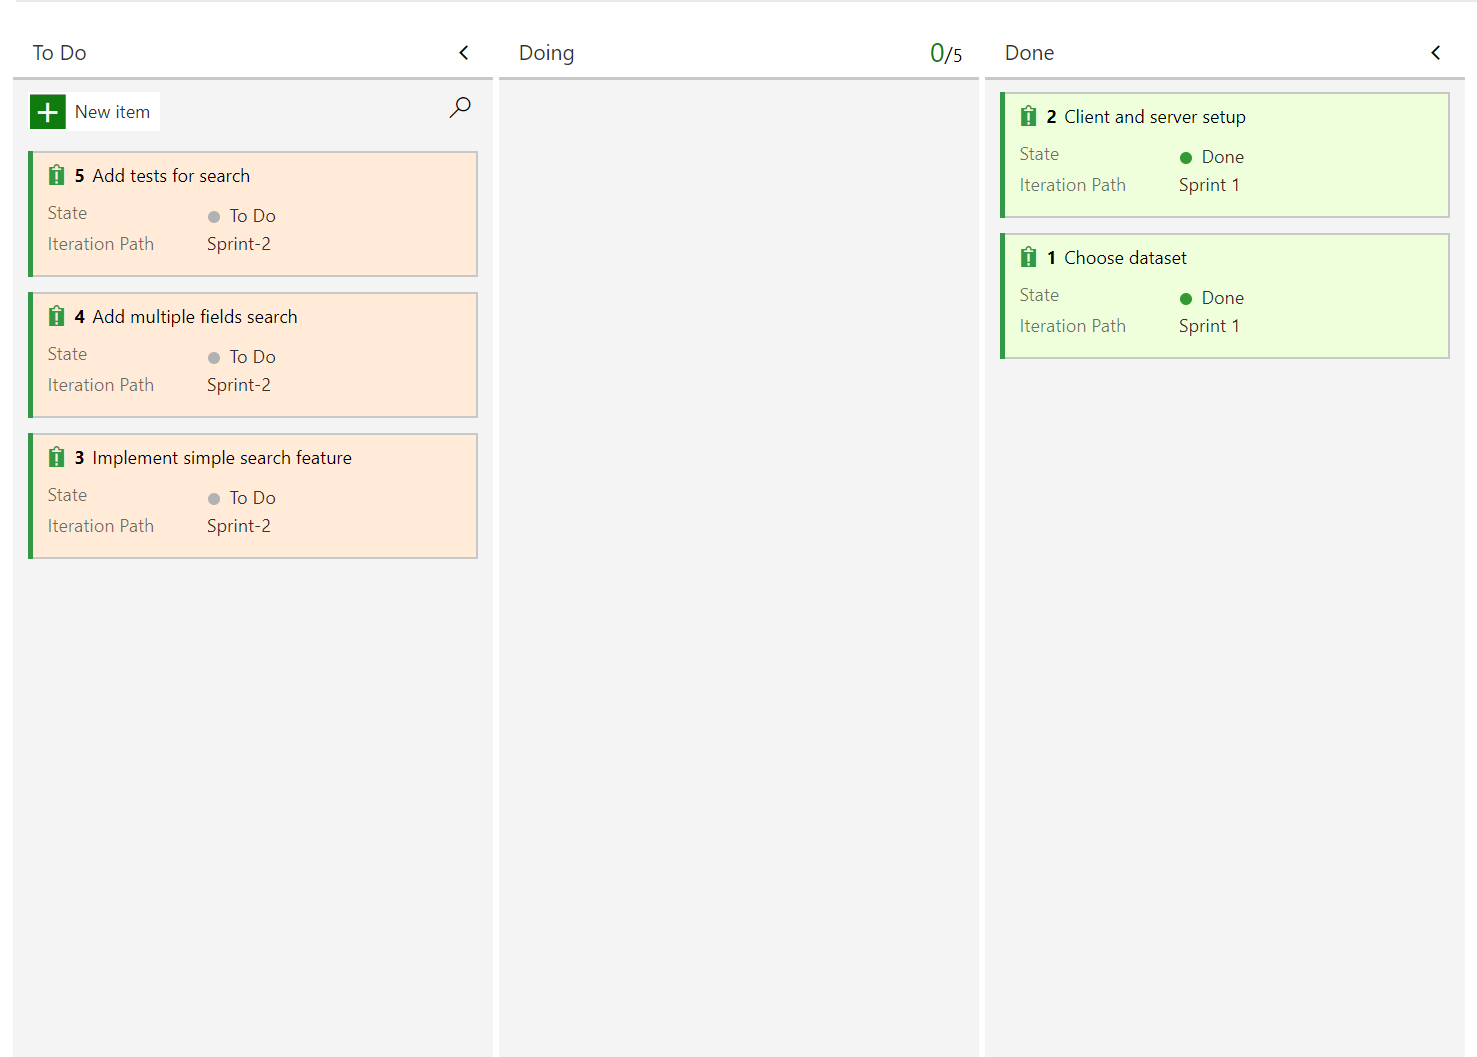 To Do
New item
5 Add tests for search
State To Do
Iteration Path Sprint-2
4 Add multiple fields search
State To Do
Iteration Path Sprint-2
3 Implement simple search feature
State To Do
Iteration Path Sprint-2
Doing 0/5
Done
2 Client and server setup
State Done
Iteration Path Sprint 1
1 Choose dataset
State Done
Iteration Path Sprint 1